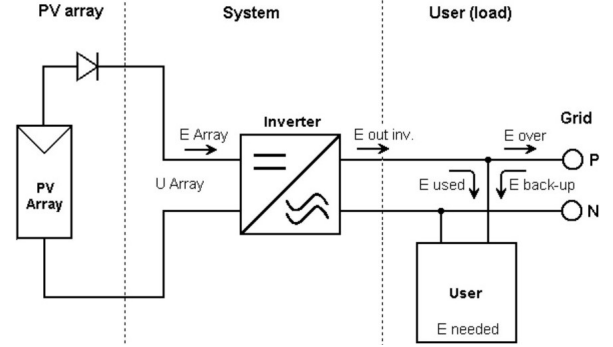 PV array
System
User (load)
Inverter
Grid
E Array
E out inv.
E over
P
PV
Array
U Array
E used
E back-up
N
User
E needed